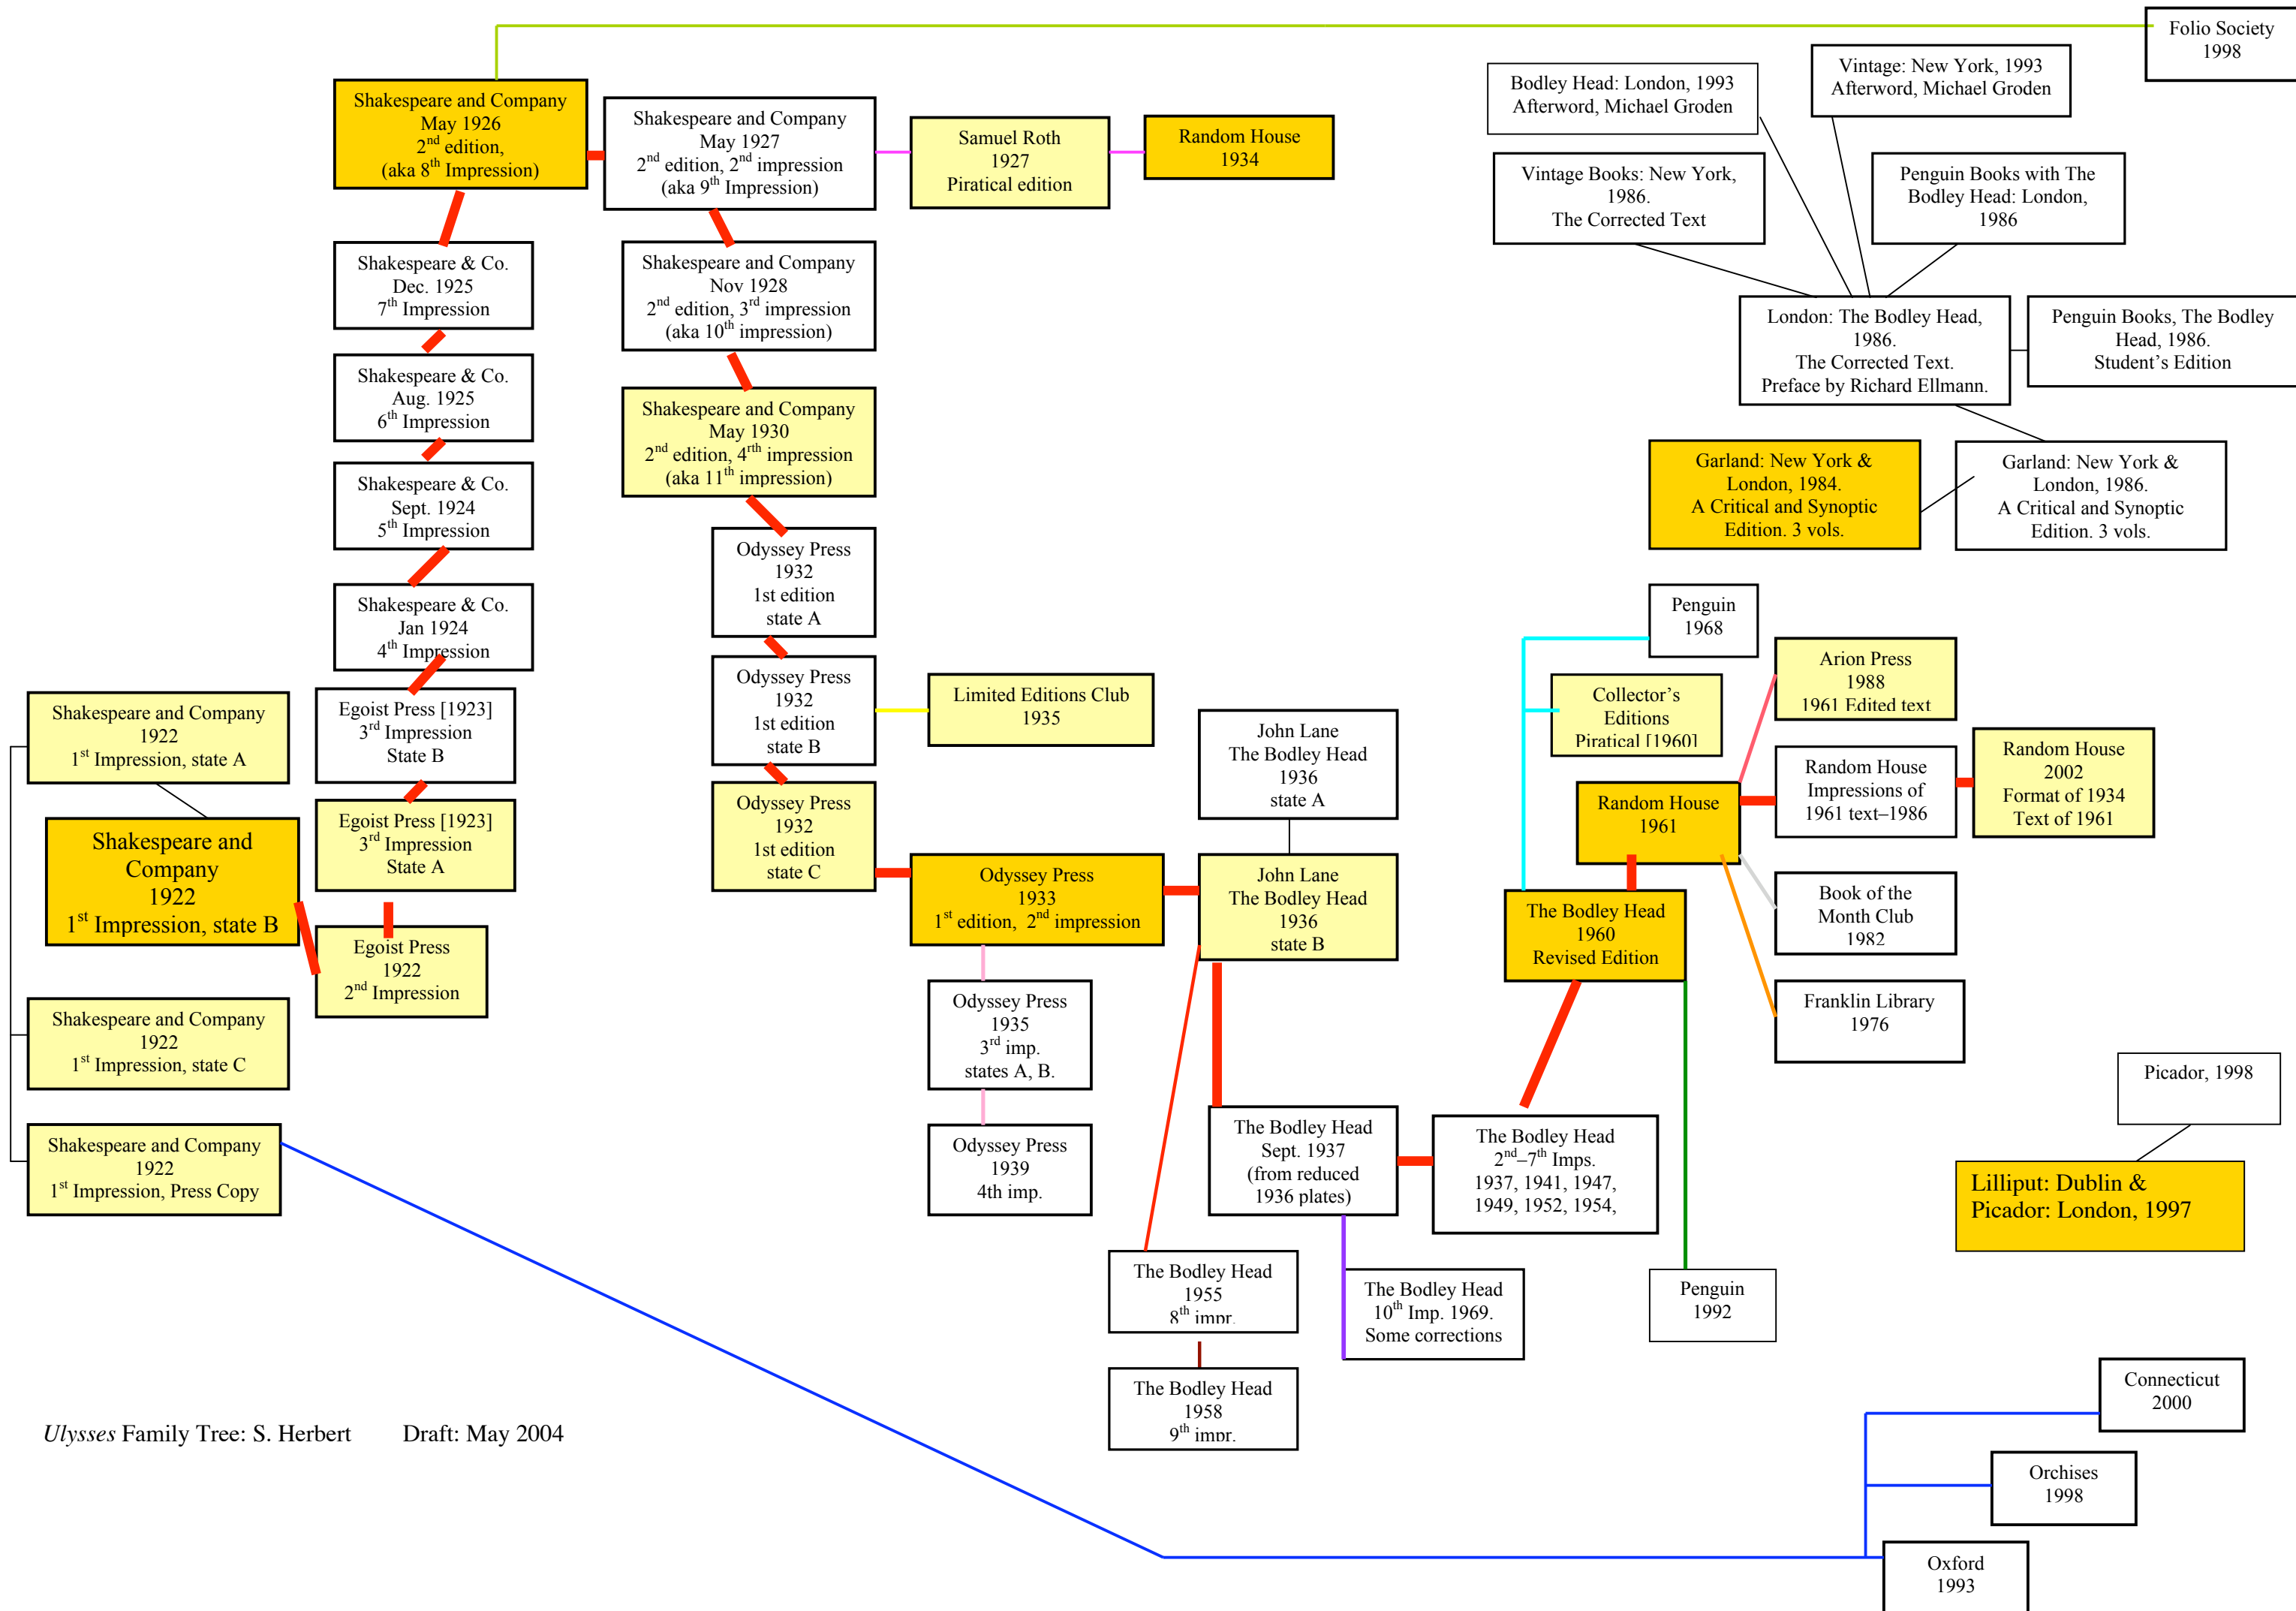 Folio Society
1998
Shakespeare and Company
May 1926
2nd edition,
(aka 8th Impression)
Shakespeare and Company
May 1927
2nd edition, 2nd impression
(aka 9th Impression)
Samuel Roth
1927
Piratical edition
Random House
1934
Bodley Head: London, 1993
Afterword, Michael Groden
Vintage: New York, 1993
Afterword, Michael Groden
Vintage Books: New York,
1986.
The Corrected Text
Penguin Books with The
Bodley Head: London,
1986
London: The Bodley Head,
1986.
The Corrected Text.
Preface by Richard Ellmann.
Penguin Books, The Bodley
Head, 1986.
Student’s Edition
Garland: New York &
London, 1984.
A Critical and Synoptic
Edition. 3 vols.
Garland: New York &
London, 1986.
A Critical and Synoptic
Edition. 3 vols.
Shakespeare & Co.
Dec. 1925
7th Impression
Shakespeare & Co.
Aug. 1925
6th Impression
Shakespeare & Co.
Sept. 1924
5th Impression
Shakespeare & Co.
Jan 1924
4th Impression
Egoist Press [1923]
3rd Impression
State B
Egoist Press [1923]
3rd Impression
State A
Egoist Press
1922
2nd Impression
Shakespeare and Company
1922
1st Impression, state A
Shakespeare and
Company
1922
1st Impression, state B
Shakespeare and Company
1922
1st Impression, state C
Shakespeare and Company
1922
1st Impression, Press Copy
Shakespeare and Company
Nov 1928
2nd edition, 3rd impression
(aka 10th impression)
Shakespeare and Company
May 1930
2nd edition, 4rth impression
(aka 11th impression)
Odyssey Press
1932
1st edition
state A
Odyssey Press
1932
1st edition
state B
Odyssey Press
1932
1st edition
state C
Limited Editions Club
1935
Odyssey Press
1933
1st edition, 2nd impression
Odyssey Press
1935
3rd imp.
states A, B.
Odyssey Press
1939
4th imp.
John Lane
The Bodley Head
1936
state A
John Lane
The Bodley Head
1936
state B
The Bodley Head
Sept. 1937
(from reduced
1936 plates)
The Bodley Head
2nd–7th Imps.
1937, 1941, 1947,
1949, 1952, 1954,
The Bodley Head
1955
8th impr.
The Bodley Head
1958
9th impr.
The Bodley Head
10th Imp. 1969.
Some corrections
Penguin
1968
Collector’s
Editions
Piratical [1960]
Arion Press
1988
1961 Edited text
Random House
1961
Random House
Impressions of
1961 text–1986
Random House
2002
Format of 1934
Text of 1961
The Bodley Head
1960
Revised Edition
Book of the
Month Club
1982
Franklin Library
1976
Penguin
1992
Picador, 1998
Lilliput: Dublin &
Picador: London, 1997
Connecticut
2000
Orchises
1998
Oxford
1993
Ulysses Family Tree: S. Herbert Draft: May 2004